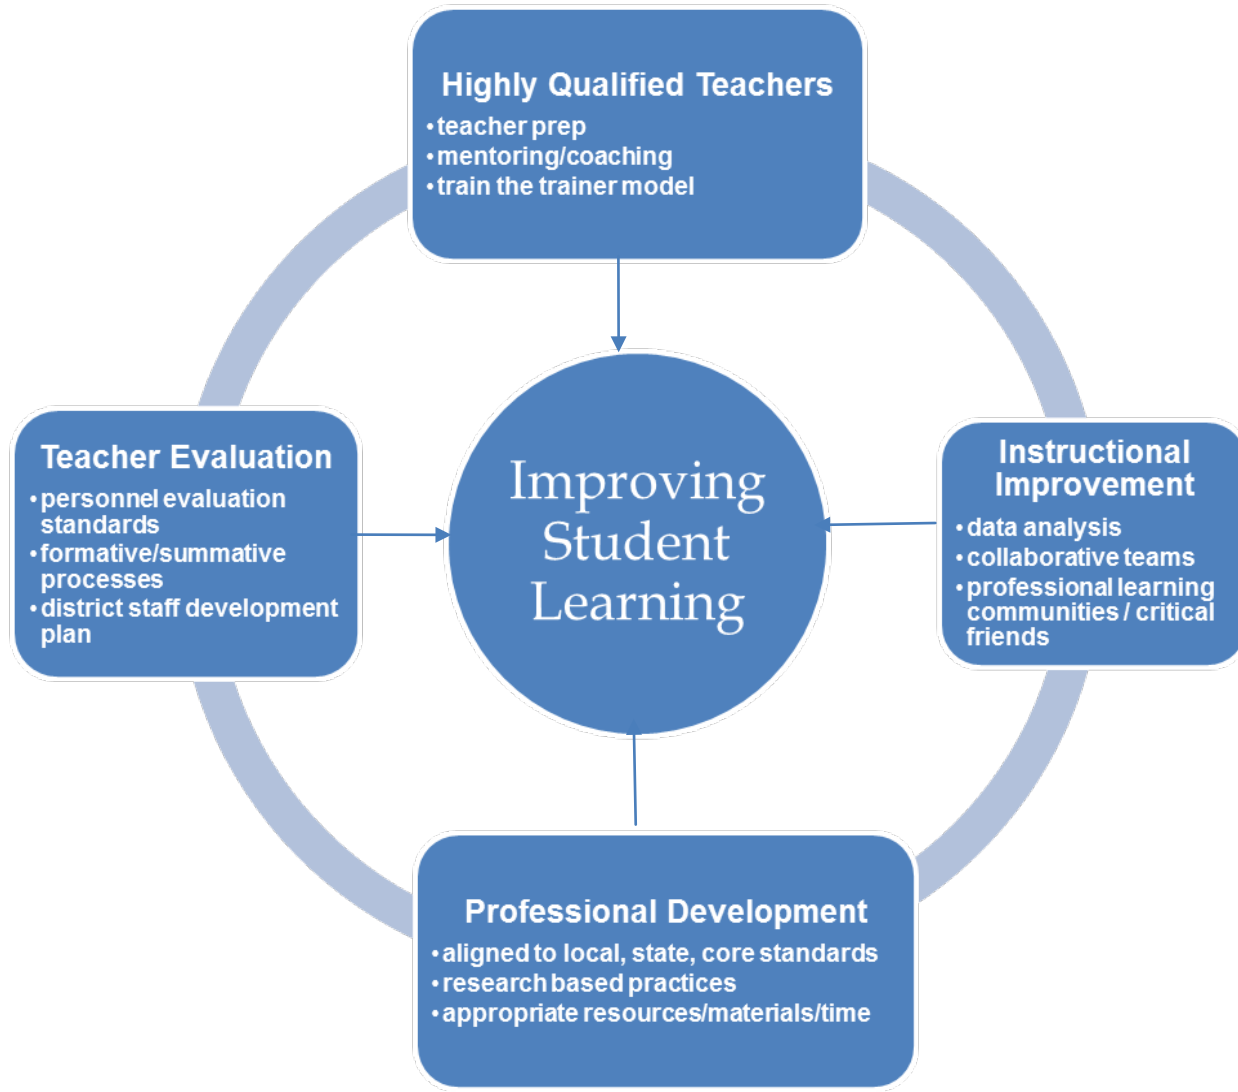 Highly Qualified Teachers
•teacher prep
•mentoring/coaching
•train the trainer model
Teacher Evaluation
•personnel evaluation
standards
•formative/summative
processes
•district staff development
plan
Improving
Student
Learning
Instructional
Improvement
•data analysis
•collaborative teams
•professional learning
communities / critical
friends
Professional Development
•aligned to local, state, core standards
•research based practices
•appropriate resources/materials/time